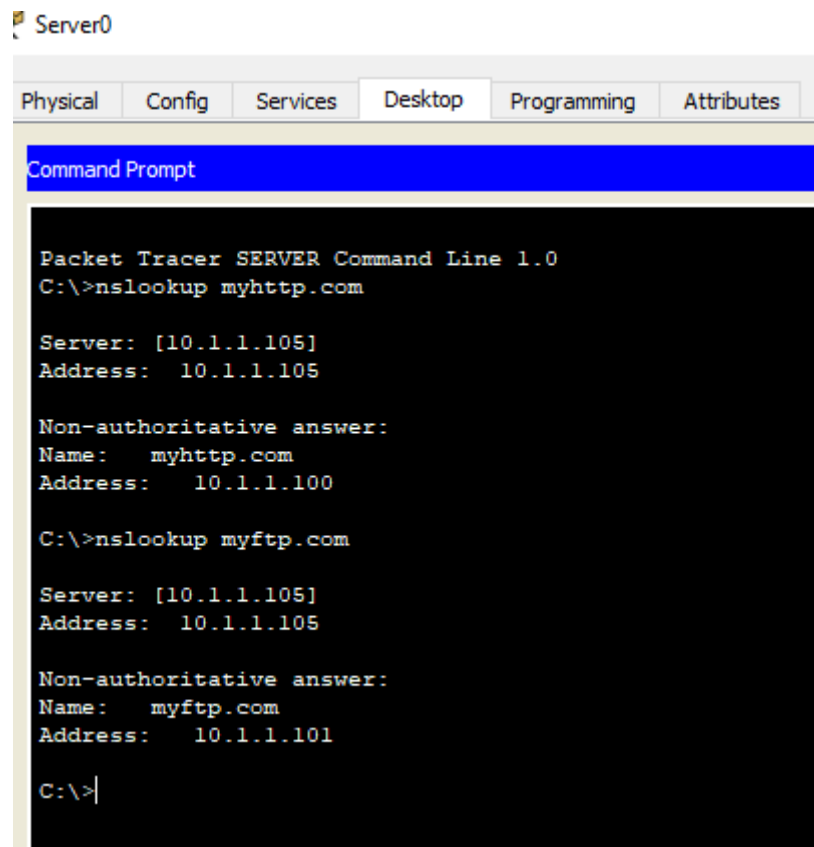 Server0
Physical Config Services Desktop Programming Attributes
Command Prompt
Packet Tracer SERVER Command Line 1.0
C:\>nslookup myhttp.com
Server: [10.1.1.105]
Address:  10.1.1.105
Non-authoritative answer:
Name:   myhttp.com
Address:   10.1.1.100
C:\>nslookup myftp.com
Server: [10.1.1.105]
Address:  10.1.1.105
Non-authoritative answer:
Name:   myftp.com
Address:   10.1.1.101
C:\>